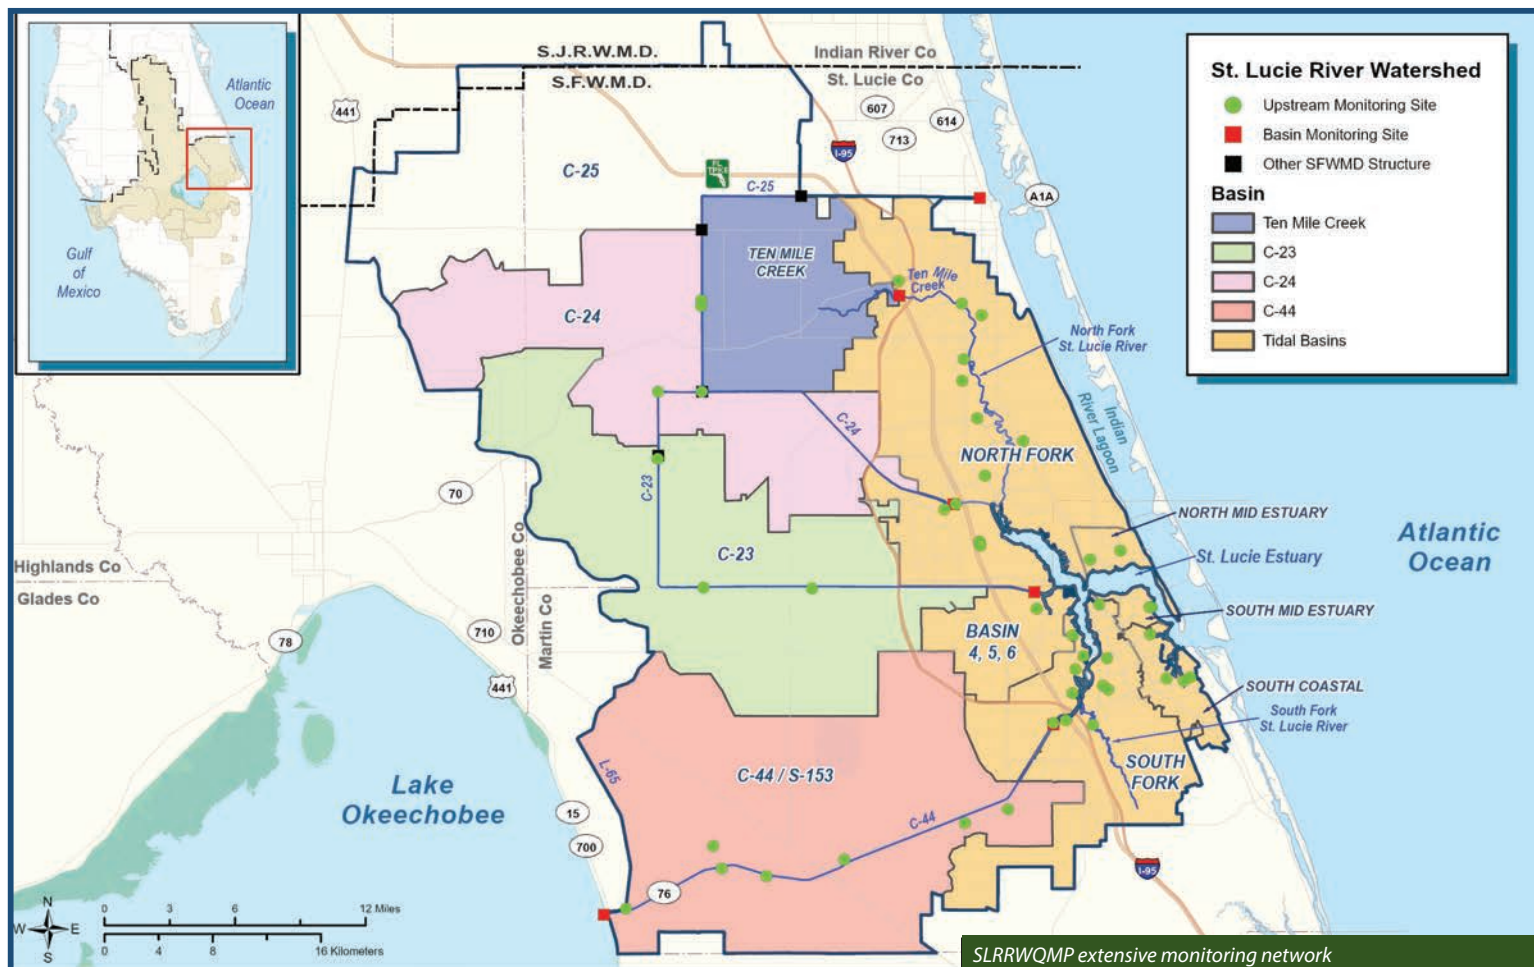 Atlantic
Ocean
Gulf
of
Mexico
S.J.R.W.M.D.
S.F.W.M.D.
Indian River Co
St. Lucie Co
441
607
713
614
I-95
A1A
C-25
C-25
TEN MILE
CREEK
Ten Mile
Creek
C-24
North Fork
St. Lucie River
Indian
River Lagoon
C-24
NORTH FORK
C-23
70
C-23
NORTH MID ESTUARY
St. Lucie Estuary
Atlantic
Ocean
Highlands Co
Glades Co
Okeechobee Co
Martin Co
78
710
441
BASIN
4, 5, 6
SOUTH MID ESTUARY
SOUTH COASTAL
South Fork
St. Lucie River
SOUTH
FORK
L-65
C-44 / S-153
C-44
Lake
Okeechobee
15
700
76
I-95
N
W
E
S
0 3 6 12 Miles
0 4 8 16 Kilometers
St. Lucie River Watershed
Upstream Monitoring Site
Basin Monitoring Site
Other SFWMD Structure
Basin
Ten Mile Creek
C-23
C-24
C-44
Tidal Basins
SLRRWQMP extensive monitoring network